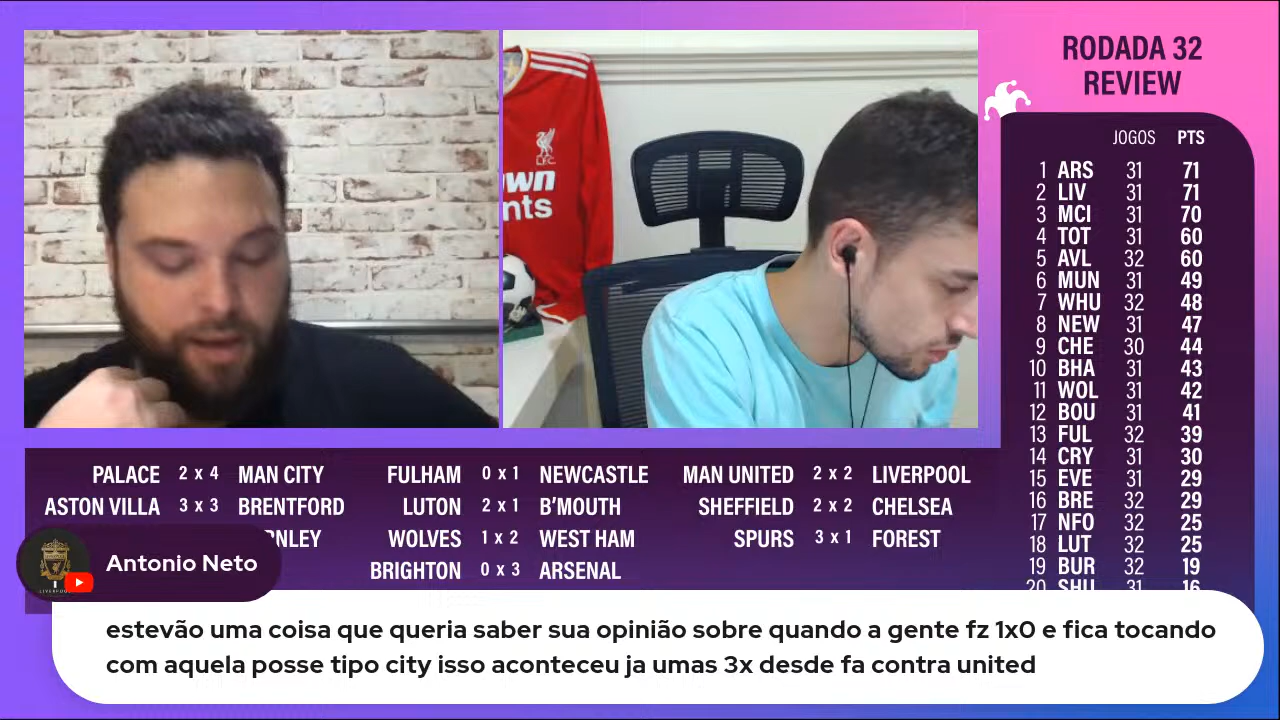 RODADA 32
REVIEW
JOGOS PTS
1 ARS 31 71
2 LIV 31 71
3 MCI 31 70
4 TOT 31 60
5 AVL 32 60
6 MUN 31 49
7 WHU 32 48
8 NEW 31 47
9 CHE 30 44
10 BHA 31 43
11 WOL 31 42
12 BOU 31 41
13 FUL 32 39
14 CRY 31 30
15 EVE 31 29
16 BRE 32 29
17 NFO 32 25
18 LUT 32 25
19 BUR 32 19
20 SHU 31 16
LFC
wn
nts
PALACE 2 x 4 MAN CITY
FULHAM 0 x 1 NEWCASTLE
MAN UNITED 2 x 2 LIVERPOOL
ASTON VILLA 3 x 3 BRENTFORD
LUTON 2 x 1 B'MOUTH
SHEFFIELD 2 x 2 CHELSEA
RNLEY
WOLVES 1 x 2 WEST HAM
SPURS 3 x 1 FOREST
BRIGHTON 0 x 3 ARSENAL
Antonio Neto
estevão uma coisa que queria saber sua opinião sobre quando a gente fz 1x0 e fica tocando
com aquela posse tipo city isso aconteceu ja umas 3x desde fa contra united